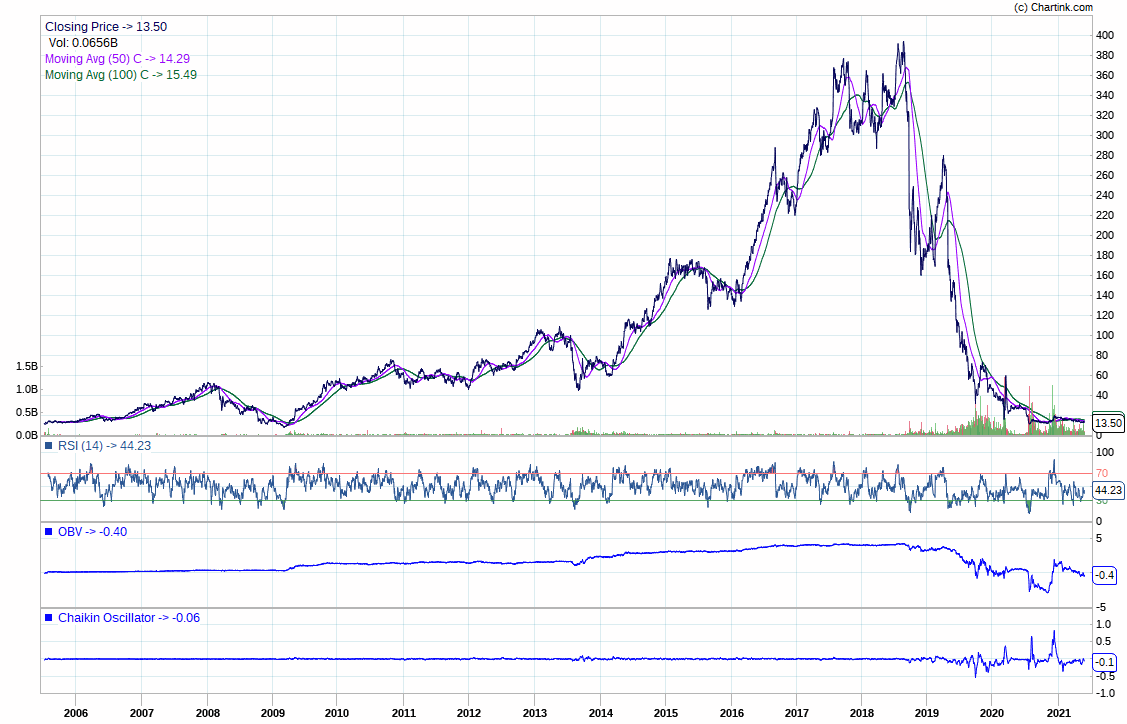 (c) Chartink.com
Closing Price -> 13.50
Vol: 0.0656B
Moving Avg (50) C -> 14.29
Moving Avg (100) C -> 15.49
400
380
360
340
320
300
280
260
240
220
200
180
160
140
120
100
80
60
40
13.50
0
1.5B
1.0B
0.5B
0.0B
RSI (14) -> 44.23
100
70
44.23
30
0
OBV -> -0.40
5
-0.4
-5
Chaikin Oscillator -> -0.06
1.0
0.5
-0.1
-0.5
-1.0
2006 2007 2008 2009 2010 2011 2012 2013 2014 2015 2016 2017 2018 2019 2020 2021